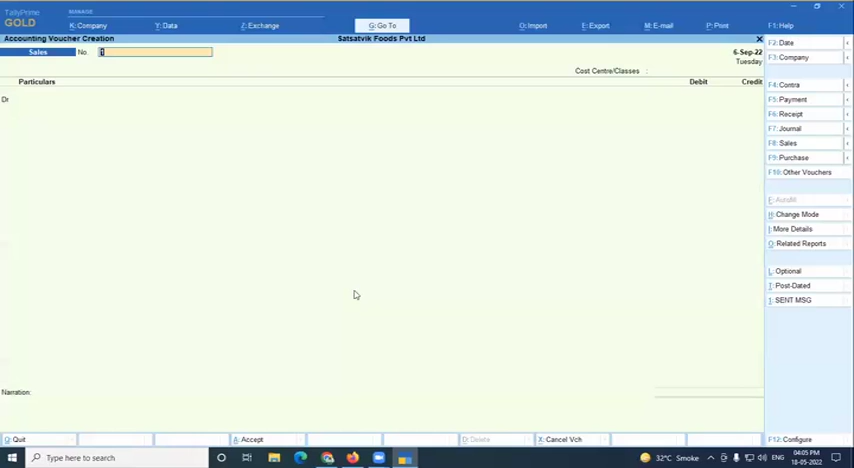 TallyPrime MANAGE
GOLD K: Company Y: Data Z: Exchange G: Go To O: Import E: Export M: E-mail P: Print F1: Help
Accounting Voucher Creation Satsatvik Foods Pvt Ltd
Sales No. 1 6-Sep-22
Tuesday
Cost Centre/Classes :
Particulars Debit Credit
Dr
F2: Date
F3: Company
F4: Contra
F5: Payment
F6: Receipt
F7: Journal
F8: Sales
F9: Purchase
F10: Other Vouchers
F: Autofill
H: Change Mode
I: More Details
O: Related Reports
L: Optional
T: Post-Dated
1: SENT MSG
Narration:
Q: Quit A: Accept D: Delete X: Cancel Vch F12: Configure
Type here to search 32°C Smoke ENG 04:05 PM
18-05-2022